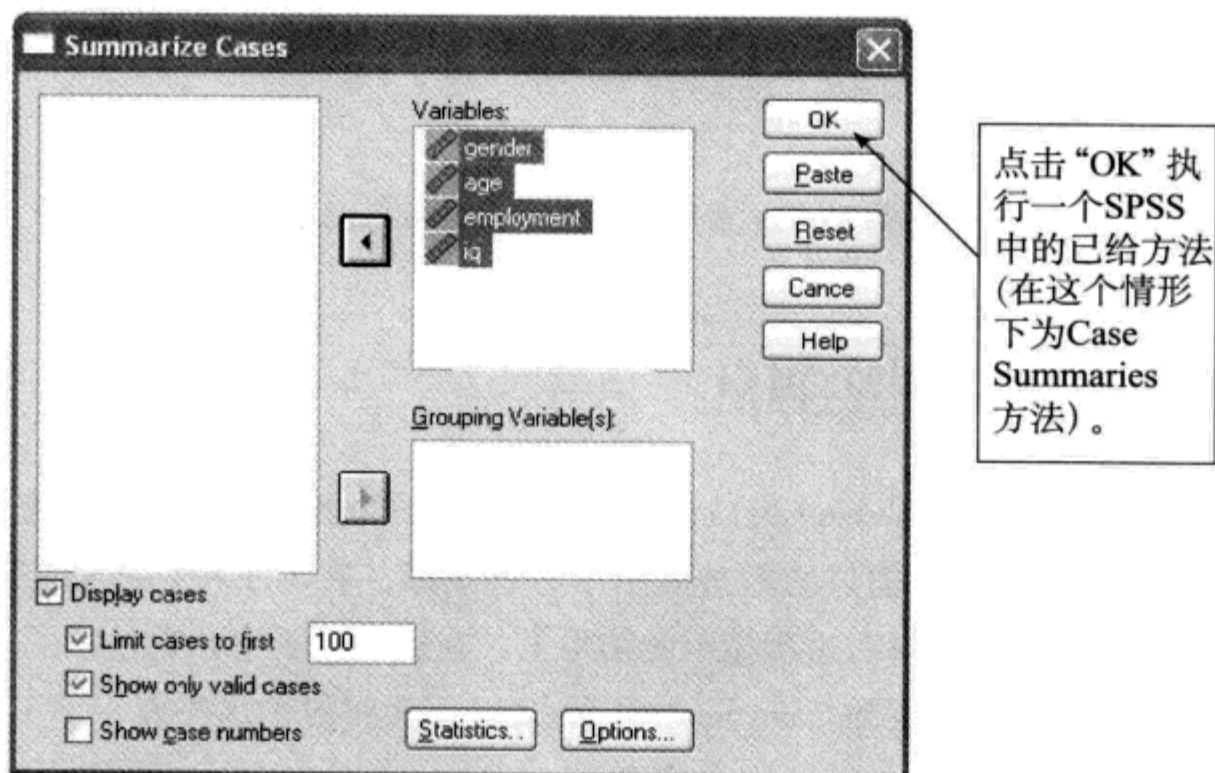 Summarize Cases
Variables:
gender
age
employment
iq
Grouping Variable(s):
Display cases
Limit cases to first 100
Show only valid cases
Show case numbers
Statistics..
Options...
OK
Paste
Reset
Cance
Help
点击“OK”执
行一个SPSS
中的已给方法
(在这个情形
下为Case
Summaries
方法)。